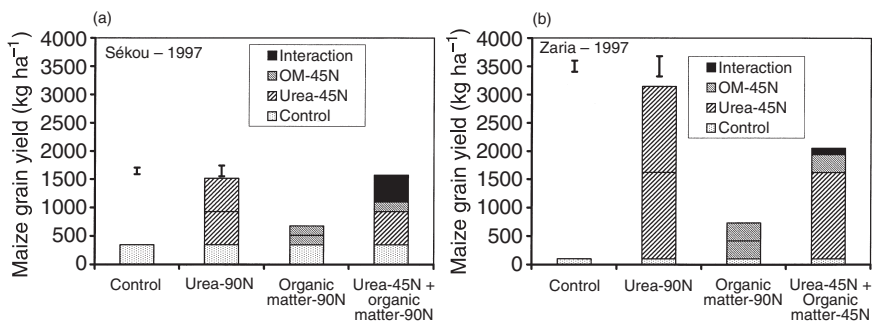 (a)
Maize grain yield (kg ha–1)
4000
3500
3000
2500
2000
1500
1000
500
0
Sékou – 1997
Interaction
OM-45N
Urea-45N
Control
Control
Urea-90N
Organic
matter-90N
Urea-45N +
organic
matter-90N
(b)
Maize grain yield (kg ha–1)
4000
3500
3000
2500
2000
1500
1000
500
0
Zaria – 1997
Interaction
OM-45N
Urea-45N
Control
Control
Urea-90N
Organic
matter-90N
Urea-45N +
Organic
matter-45N